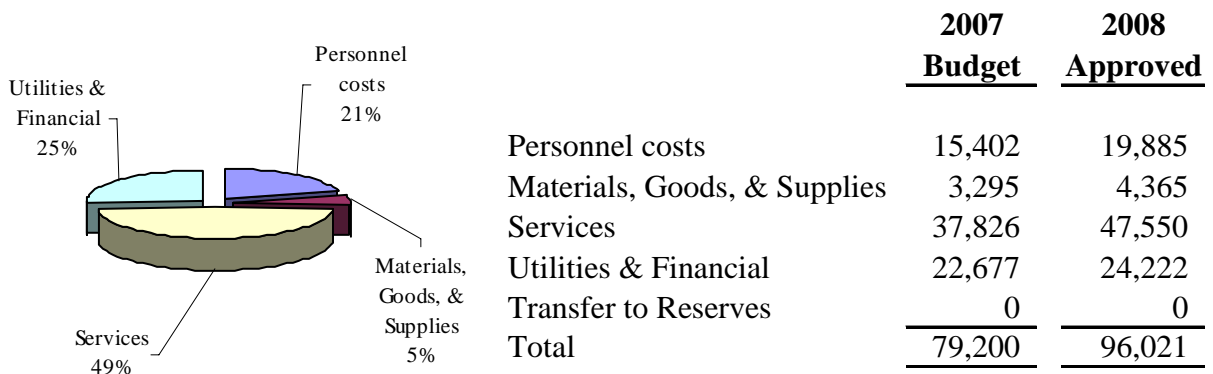 Personnel
costs
21%
Utilities &
Financial
25%
Materials,
Goods, &
Supplies
5%
Services
49%
2007 2008
Budget Approved
Personnel costs 15,402 19,885
Materials, Goods, & Supplies 3,295 4,365
Services 37,826 47,550
Utilities & Financial 22,677 24,222
Transfer to Reserves 0 0
Total 79,200 96,021